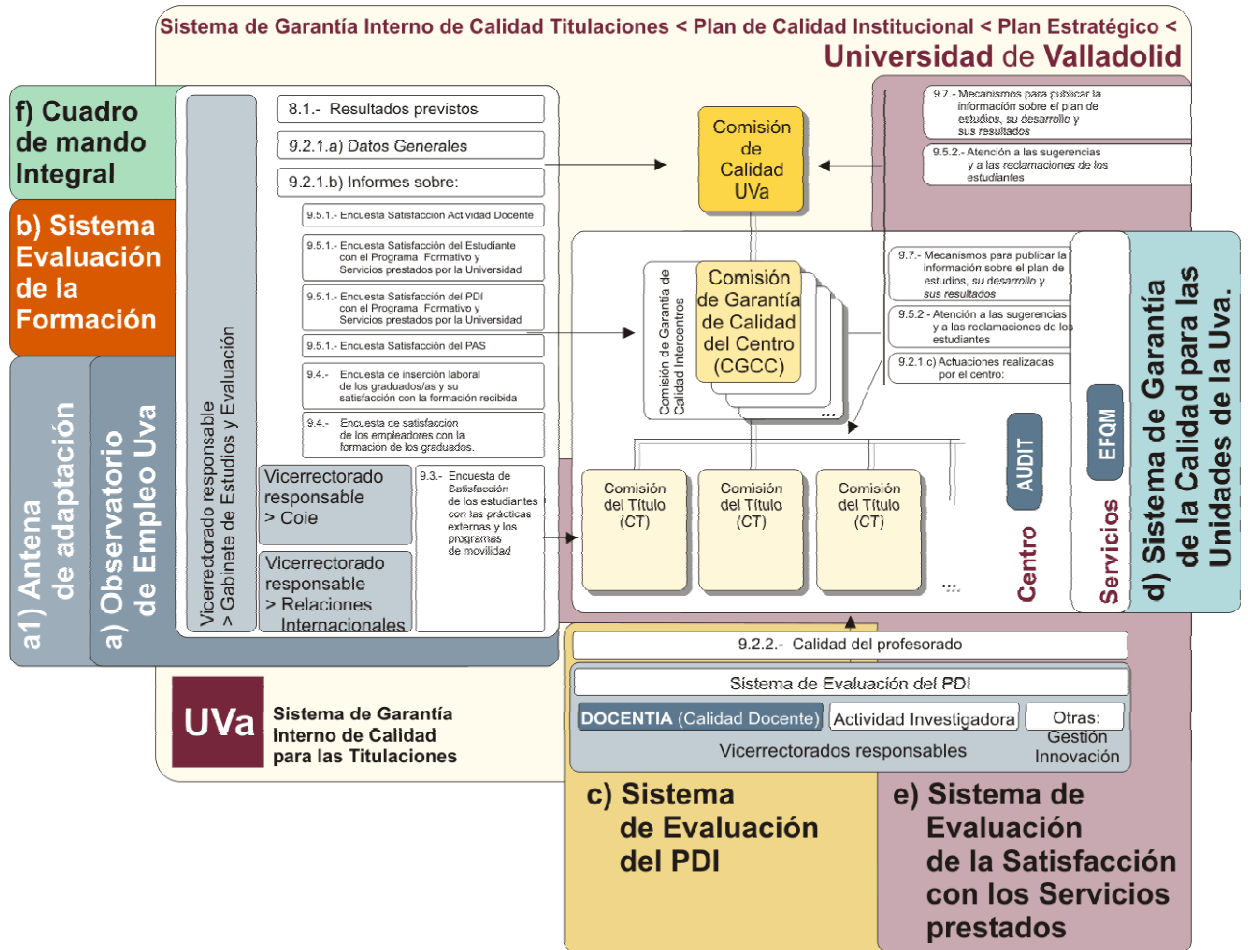 Sistema de Garantía Interno de Calidad Titulaciones < Plan de Calidad Institucional < Plan Estratégico <
Universidad de Valladolid
f) Cuadro
de mando
Integral
b) Sistema
Evaluación
de la
Formación
a1) Antena
de adaptación
a) Observatorio
de Empleo Uva
Vicerrectorado responsable
> Gabinete de Estudios y Evaluación
8.1.- Resultados previstos
9.2.1.a) Datos Generales
9.2.1.b) Informes sobre:
9.5.1.- Encuesta Satisfacción Actividad Docente
9.5.1.- Encuesta Satisfacción del Estudiante
con el Programa Formativo y
Servicios prestados por la Universidad
9.5.1.- Encuesta Satisfacción del PDI
con el Programa Formativo y
Servicios prestados por la Universidad
9.5.1.- Encuesta Satisfacción del PAS
9.4.- Encuesta de inserción laboral
de los graduados/as y su
satisfacción con la formación recibida
9.4.- Encuesta de satisfacción
de los empleadores con la
formación de los graduados.
Vicerrectorado
responsable
> Coie
Vicerrectorado
responsable
> Relaciones
Internacionales
9.3.- Encuesta de
Satisfacción
de los estudiantes
con las prácticas
externas y los
programas
de movilidad
Comisión
de
Calidad
UVa
9.7.- Mecanismos para publicar la
información sobre el plan de
estudios, su desarrollo y
sus resultados
9.5.2.- Atención a las sugerencias
y a las reclamaciones de los
estudiantes
Comisión de Garantía de
Calidad Intercentros
Comisión
de Garantía
de Calidad
del Centro
(CGCC)
...
9.7.- Mecanismos para publicar la
información sobre el plan de
estudios, su desarrollo y
sus resultados
9.5.2.- Atención a las sugerencias
y a las reclamaciones de los
estudiantes
9.2.1 c) Actuaciones realizadas
por el centro:
Comisión
del Título
(CT)
Comisión
del Título
(CT)
Comisión
del Título
(CT)
....
AUDIT
Centro
EFQM
Servicios
d) Sistema de Garantía
de la Calidad para las
Unidades de la Uva.
9.2.2.- Calidad del profesorado
Sistema de Evaluación del PDI
DOCENTIA (Calidad Docente)
Actividad Investigadora
Otras:
Gestión
Innovación
Vicerrectorados responsables
UVa
Sistema de Garantía
Interno de Calidad
para las Titulaciones
c) Sistema
de Evaluación
del PDI
e) Sistema de
Evaluación
de la Satisfacción
con los Servicios
prestados